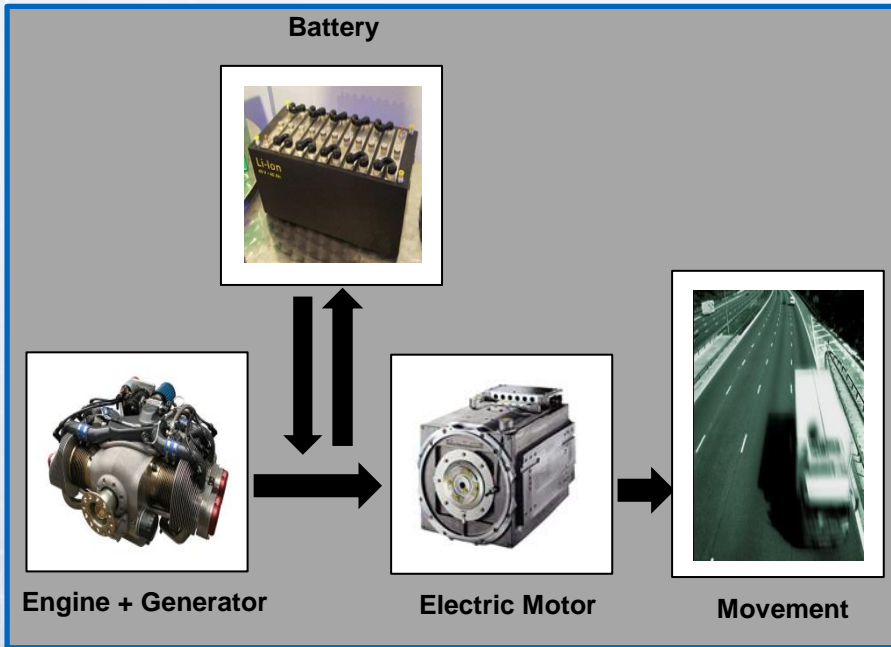 Battery
Li-Ion
Engine + Generator
Electric Motor
Movement